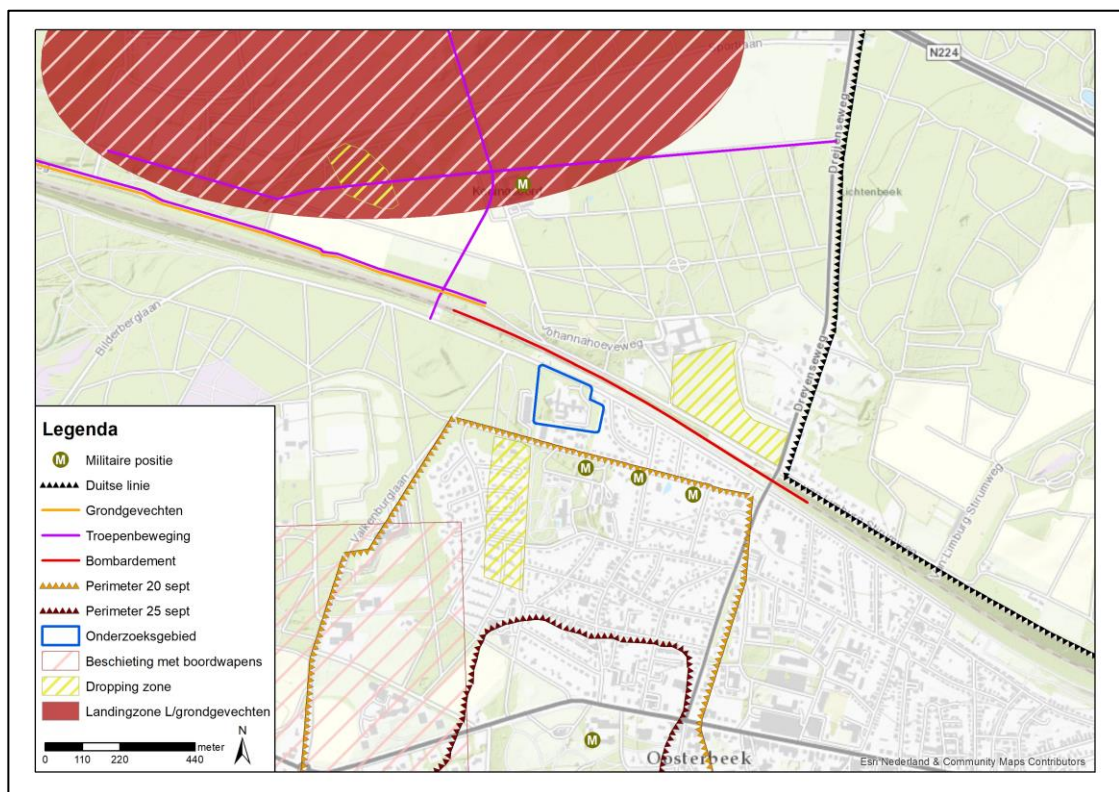 N224
Dreijenseweg
Lichtenbeek
Johannahoeveweg
Bilderberglaan
Dreyenseweg
Valkenburglaan
Van-Limburg-Stirumweg
Oosterbeek
M
M
M
M
M
Legenda
M Militaire positie
Duitse linie
Grondgevechten
Troepenbeweging
Bombardement
Perimeter 20 sept
Perimeter 25 sept
Onderzoeksgebied
Beschieting met boordwapens
Dropping zone
Landingzone L/grondgevechten
0 110 220 440 meter
N
Esri Nederland & Community Maps Contributors